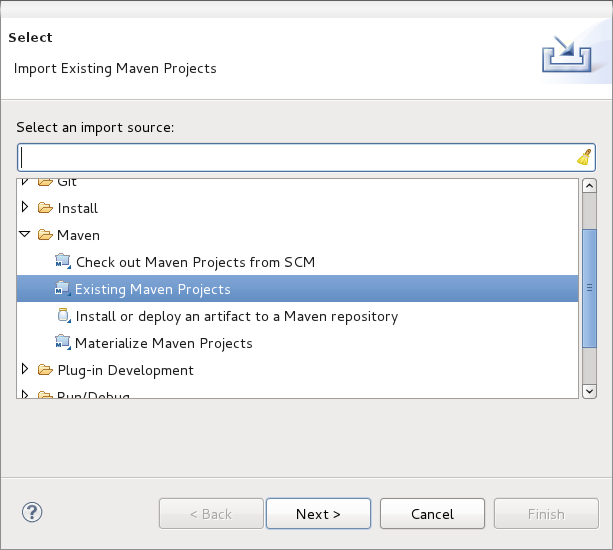 Select
Import Existing Maven Projects
Select an import source:
Git
Install
Maven
Check out Maven Projects from SCM
Existing Maven Projects
Install or deploy an artifact to a Maven repository
Materialize Maven Projects
Plug-in Development
Run/Debug
< Back
Next >
Cancel
Finish